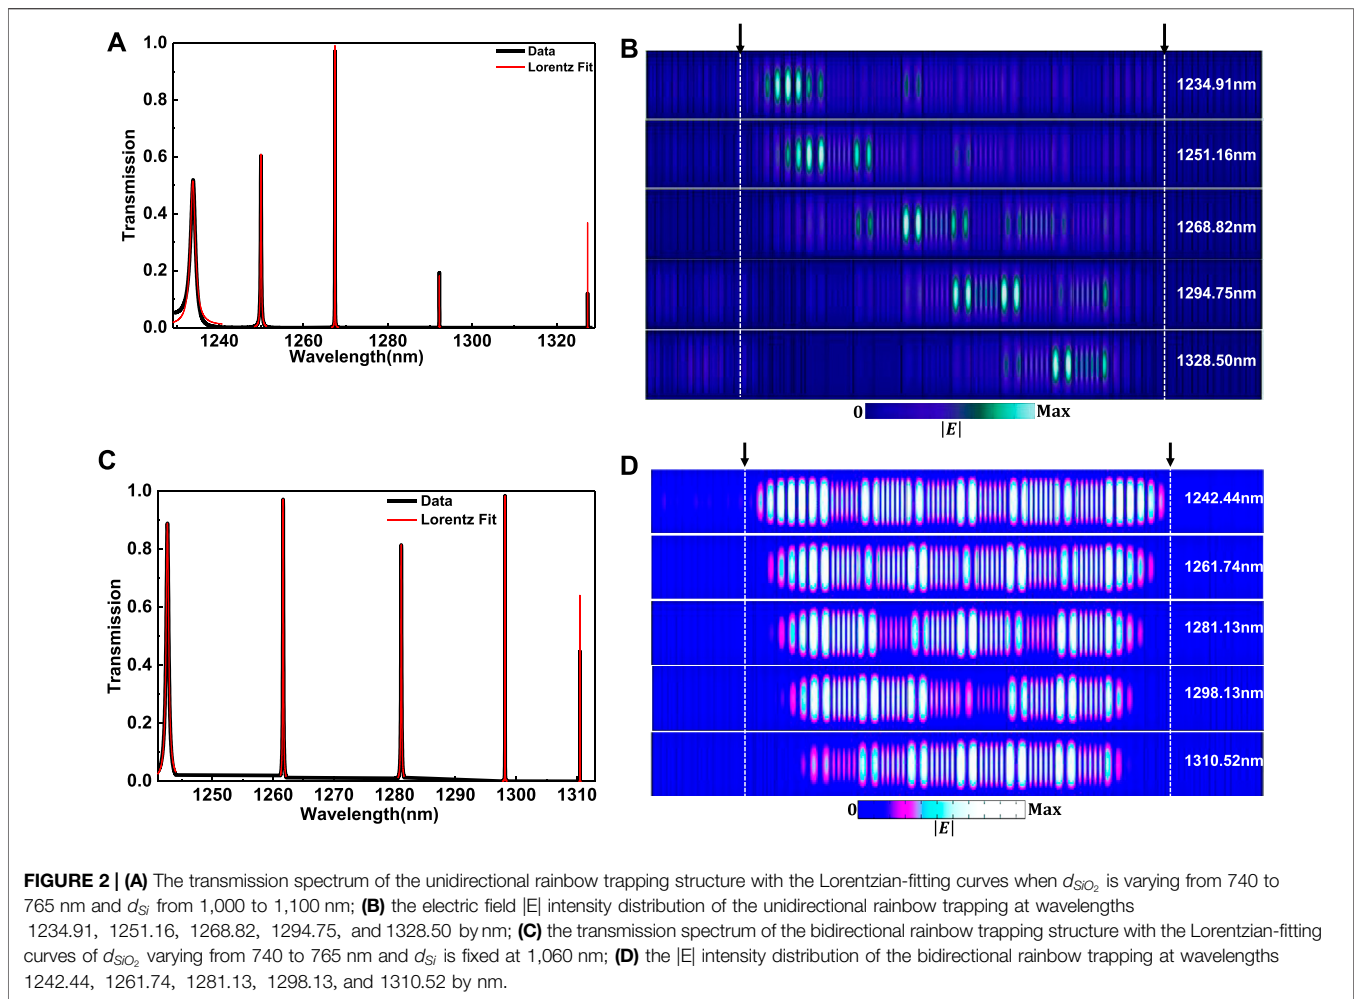 A
1.0
0.8
0.6
0.4
0.2
0.0
Transmission
Data
Lorentz Fit
1240
1260
1280
1300
1320
Wavelength(nm)
B
1234.91nm
1251.16nm
1268.82nm
1294.75nm
1328.50nm
0
Max
|E|
C
1.0
0.8
0.6
0.4
0.2
0.0
Transmission
Data
Lorentz Fit
1250
1260
1270
1280
1290
1300
1310
Wavelength(nm)
D
1242.44nm
1261.74nm
1281.13nm
1298.13nm
1310.52nm
0
Max
|E|
FIGURE 2 | (A) The transmission spectrum of the unidirectional rainbow trapping structure with the Lorentzian-fitting curves when d_SiO₂ is varying from 740 to
765 nm and d_Si from 1,000 to 1,100 nm; (B) the electric field |E| intensity distribution of the unidirectional rainbow trapping at wavelengths
1234.91, 1251.16, 1268.82, 1294.75, and 1328.50 by nm; (C) the transmission spectrum of the bidirectional rainbow trapping structure with the Lorentzian-fitting
curves of d_SiO₂ varying from 740 to 765 nm and d_Si is fixed at 1,060 nm; (D) the |E| intensity distribution of the bidirectional rainbow trapping at wavelengths
1242.44, 1261.74, 1281.13, 1298.13, and 1310.52 by nm.